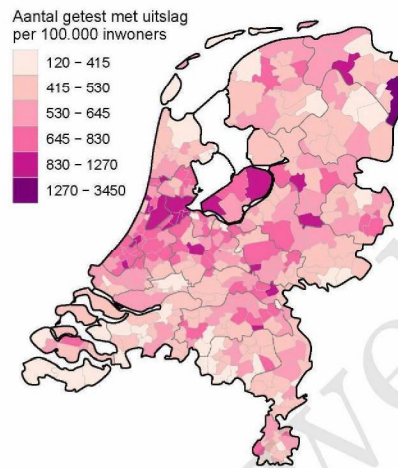 Aantal getest met uitslag
per 100.000 inwoners
120 – 415
415 – 530
530 – 645
645 – 830
830 – 1270
1270 – 3450